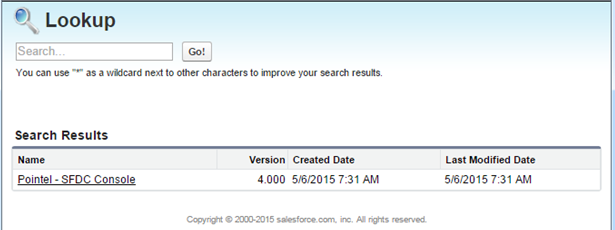 Lookup
Search... Go!
You can use "*" as a wildcard next to other characters to improve your search results.
Search Results
Name Version Created Date Last Modified Date
Pointel - SFDC Console 4.000 5/6/2015 7:31 AM 5/6/2015 7:31 AM
Copyright © 2000-2015 salesforce.com, inc. All rights reserved.